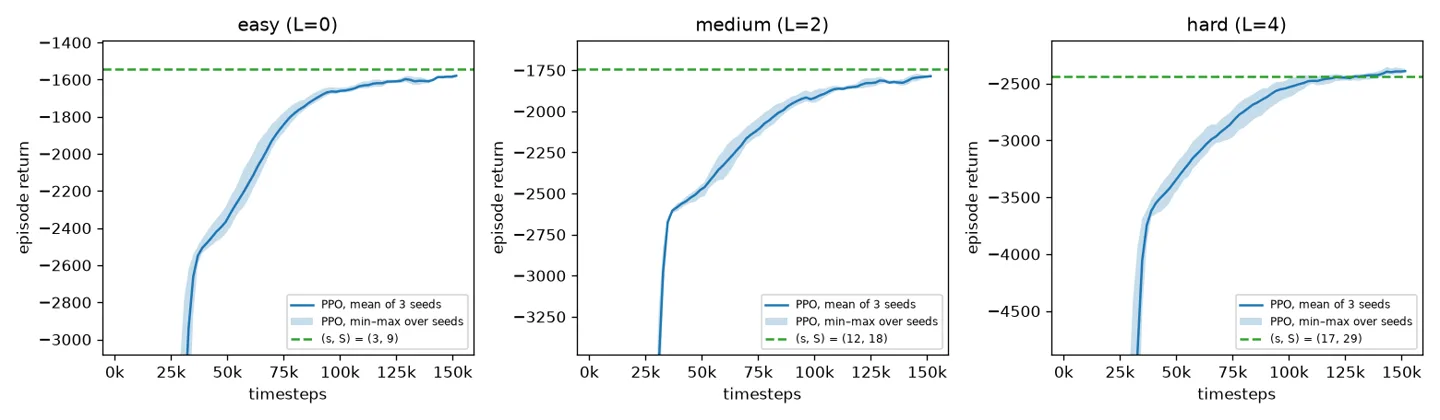 easy (L=0)
episode return
−1400
−1600
−1800
−2000
−2200
−2400
−2600
−2800
−3000
PPO, mean of 3 seeds
PPO, min–max over seeds
(s, S) = (3, 9)
0k 25k 50k 75k 100k 125k 150k
timesteps
medium (L=2)
episode return
−1750
−2000
−2250
−2500
−2750
−3000
−3250
PPO, mean of 3 seeds
PPO, min–max over seeds
(s, S) = (12, 18)
0k 25k 50k 75k 100k 125k 150k
timesteps
hard (L=4)
episode return
−2500
−3000
−3500
−4000
−4500
PPO, mean of 3 seeds
PPO, min–max over seeds
(s, S) = (17, 29)
0k 25k 50k 75k 100k 125k 150k
timesteps